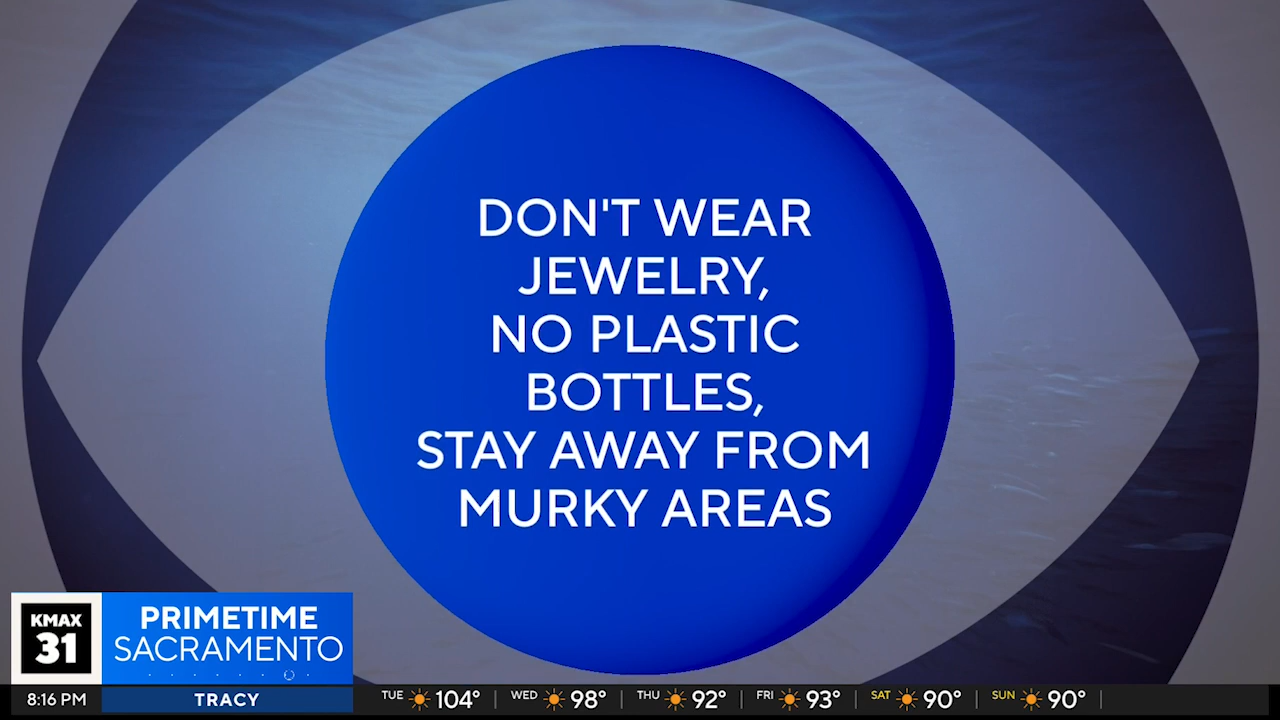 DON'T WEAR
JEWELRY,
NO PLASTIC
BOTTLES,
STAY AWAY FROM
MURKY AREAS
KMAX
31
PRIMETIME
SACRAMENTO
8:16 PM
TRACY
TUE 104° WED 98° THU 92° FRI 93° SAT 90° SUN 90°